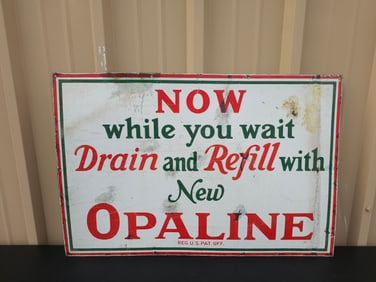 NOW
while you wait
Drain and Refill with
New
OPALINE
REG. U.S. PAT. OFF.